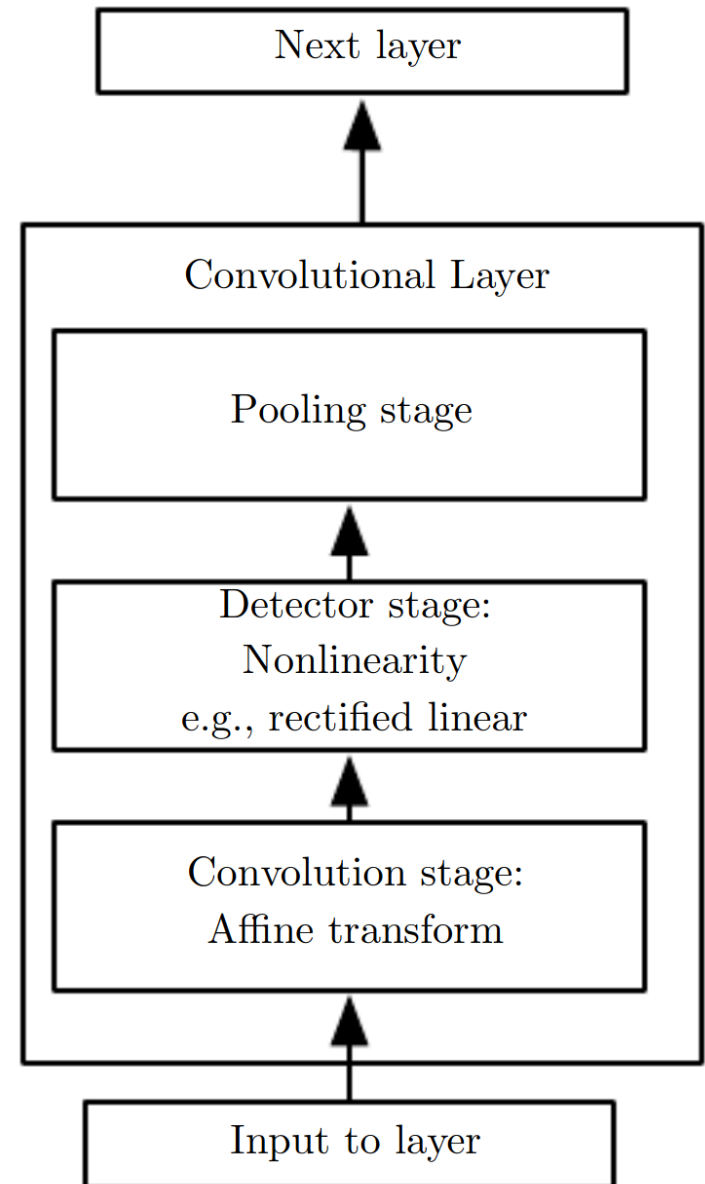 Next layer
Convolutional Layer
Pooling stage
Detector stage:
Nonlinearity
e.g., rectified linear
Convolution stage:
Affine transform
Input to layer